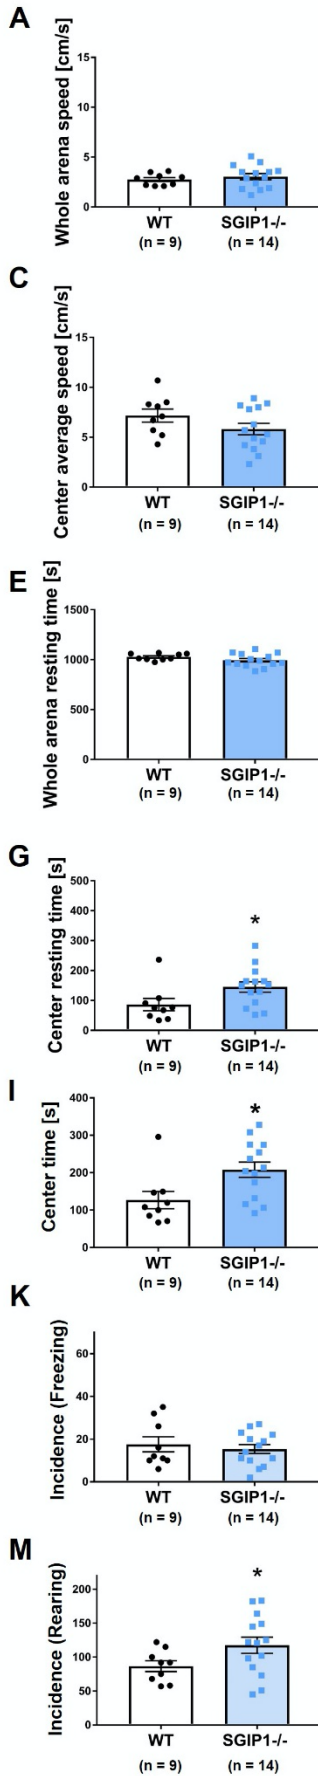 A
Whole arena speed [cm/s]
15
10
5
0
WT
SGIP1-/-
(n = 9)
(n = 14)
C
Center average speed [cm/s]
15
10
5
0
WT
SGIP1-/-
(n = 9)
(n = 14)
E
Whole arena resting time [s]
1500
1000
500
0
WT
SGIP1-/-
(n = 9)
(n = 14)
G
Center resting time [s]
500
400
300
200
100
0
*
WT
SGIP1-/-
(n = 9)
(n = 14)
I
Center time [s]
400
300
200
100
0
*
WT
SGIP1-/-
(n = 9)
(n = 14)
K
Incidence (Freezing)
60
40
20
0
WT
SGIP1-/-
(n = 9)
(n = 14)
M
Incidence (Rearing)
200
150
100
50
0
*
WT
SGIP1-/-
(n = 9)
(n = 14)